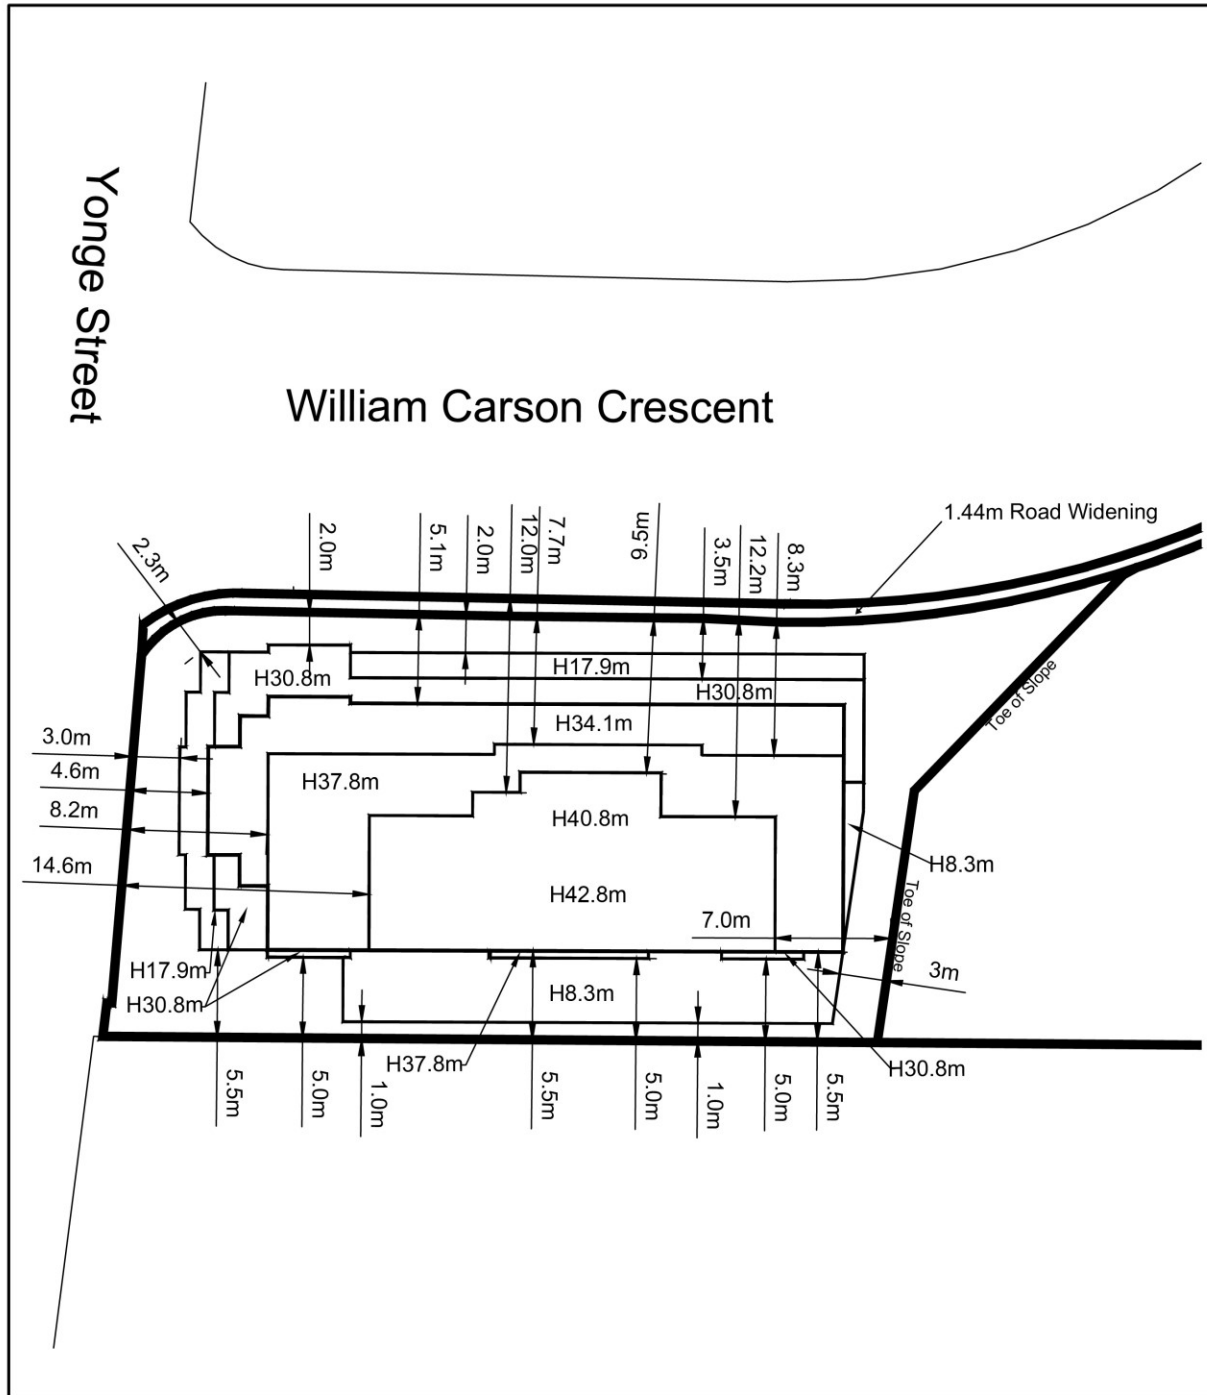 Yonge Street
William Carson Crescent
1.44m Road Widening
2.3m
2.0m
5.1m
2.0m
12.0m
7.7m
9.5m
3.5m
12.2m
8.3m
H17.9m
H30.8m
H30.8m
H34.1m
Toe of Slope
3.0m
4.6m
H37.8m
8.2m
H40.8m
14.6m
H8.3m
H42.8m
7.0m
Toe of Slope
H17.9m
3m
H30.8m
H8.3m
H37.8m
H30.8m
5.5m
5.0m
1.0m
5.5m
5.0m
1.0m
5.0m
5.5m